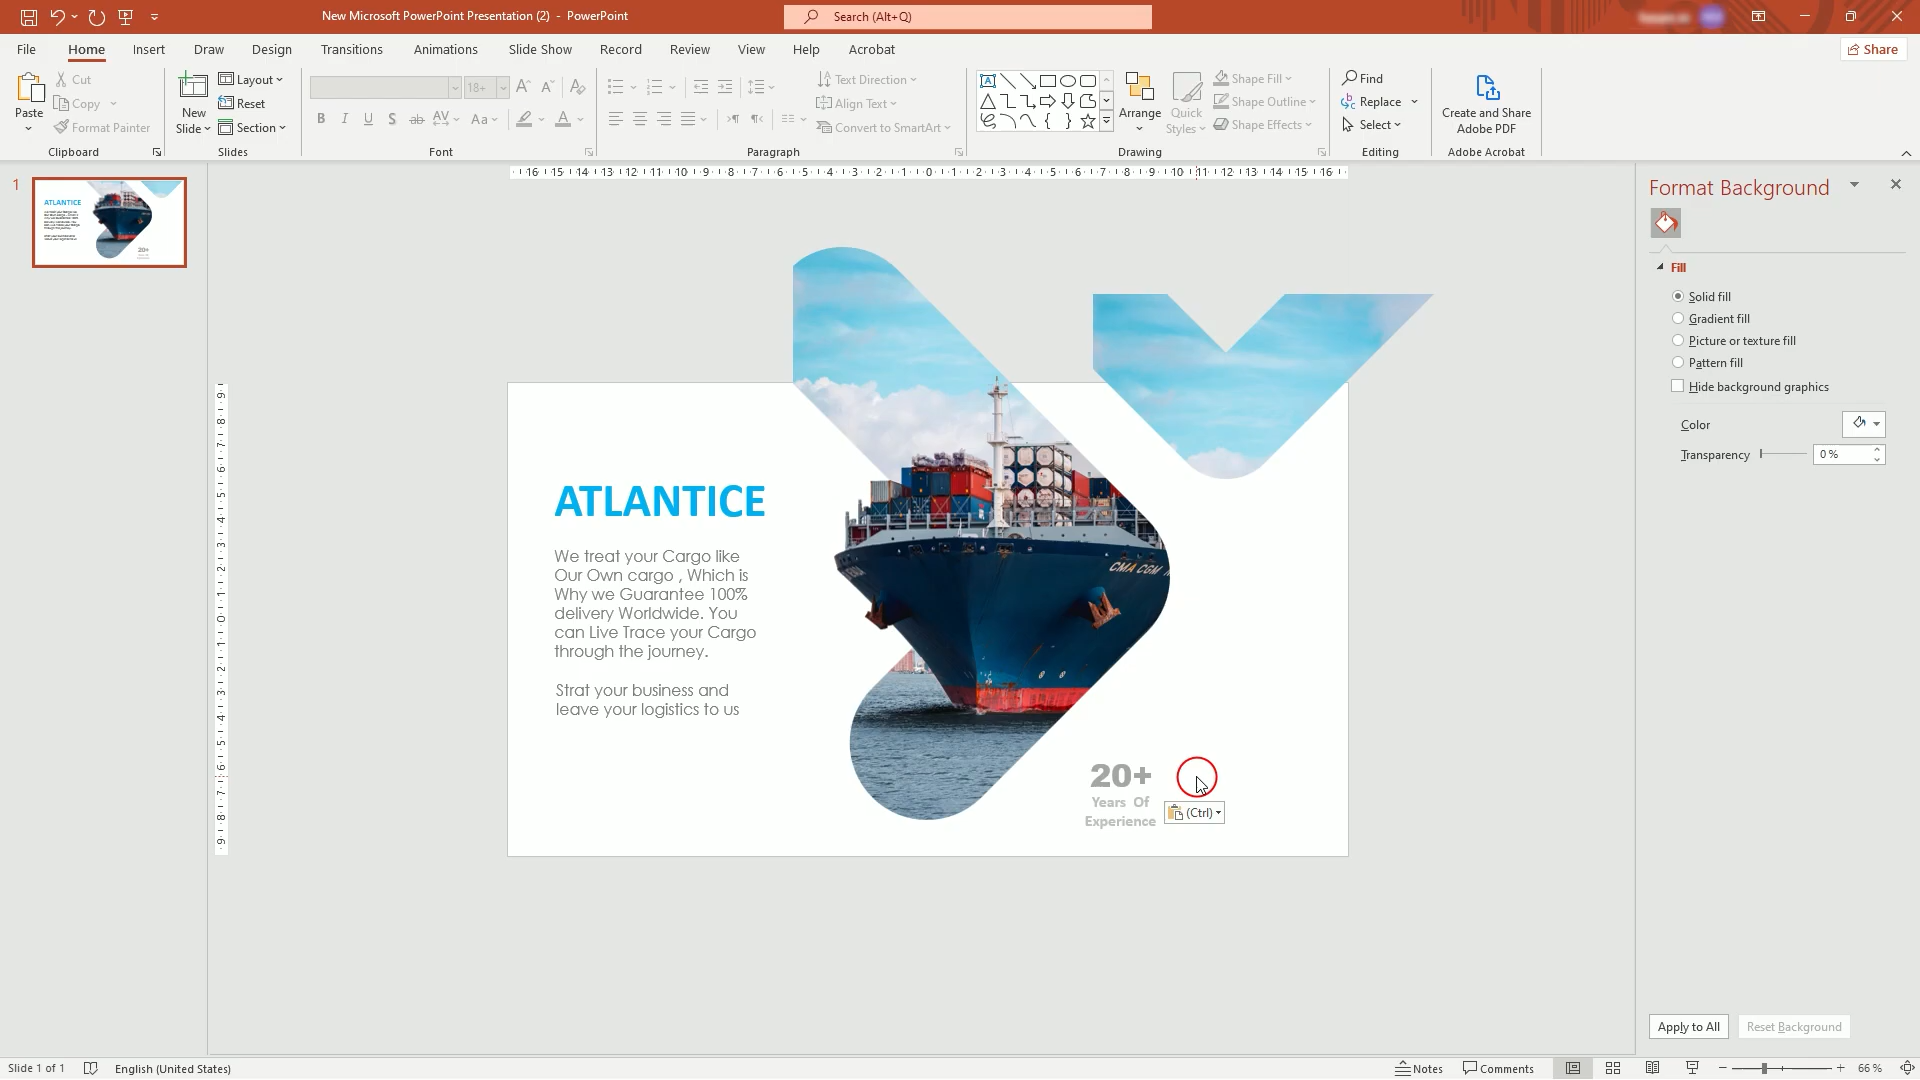 New Microsoft PowerPoint Presentation (2) - PowerPoint
Search (Alt+Q)
File Home Insert Draw Design Transitions Animations Slide Show Record Review View Help Acrobat
Share
Paste
Cut
Copy
Format Painter
Clipboard
New Slide
Layout
Reset
Section
Slides
18+
Font
Text Direction
Align Text
Convert to SmartArt
Paragraph
Arrange
Quick Styles
Shape Fill
Shape Outline
Shape Effects
Drawing
Find
Replace
Select
Editing
Create and Share
Adobe PDF
Adobe Acrobat
1
ATLANTICE
We treat your Cargo like
Our Own cargo , Which is
Why we Guarantee 100%
delivery Worldwide. You
can Live Trace your Cargo
through the journey.
Strat your business and
leave your logistics to us
CMA CGM
20+
Years Of
Experience
(Ctrl)
Format Background
Fill
Solid fill
Gradient fill
Picture or texture fill
Pattern fill
Hide background graphics
Color
Transparency
0%
Apply to All
Reset Background
Slide 1 of 1
English (United States)
Notes
Comments
66%